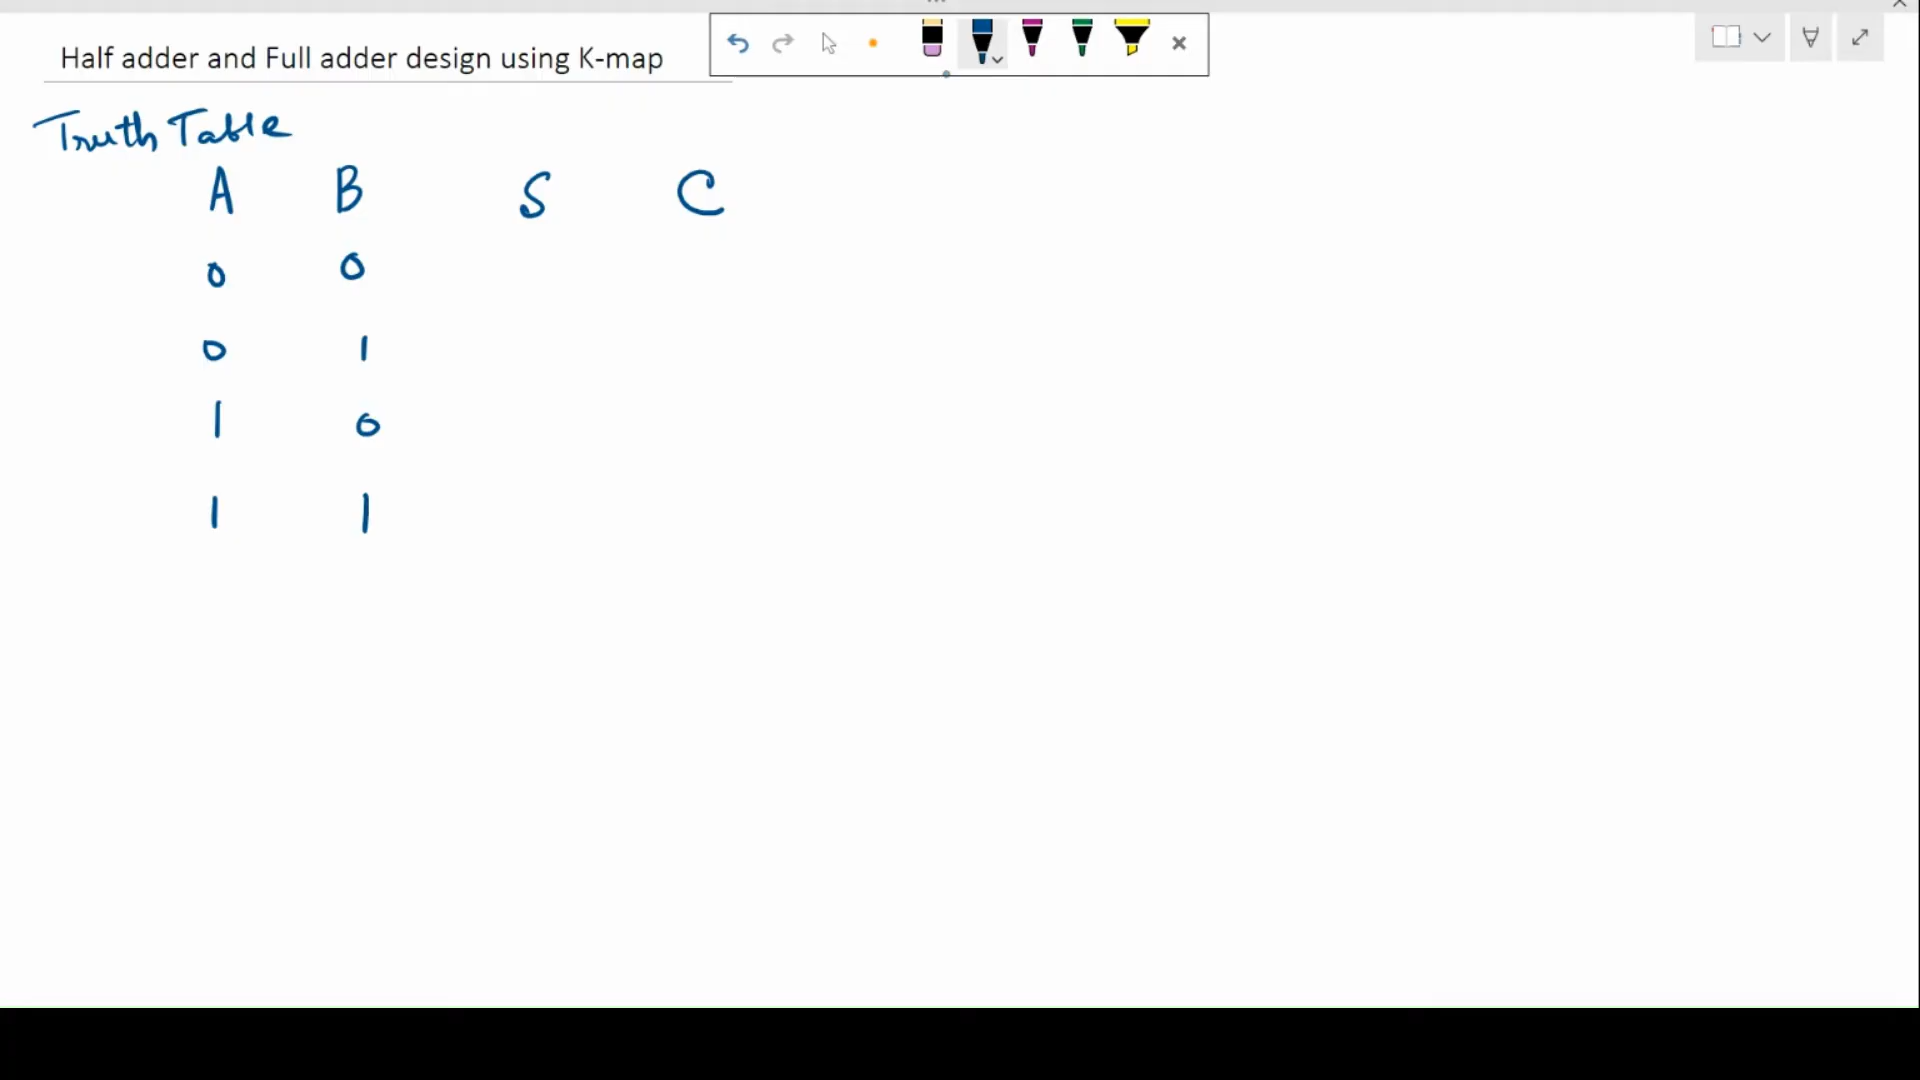 Half adder and Full adder design using K-map
Truth Table
A B S C
0 0
0 1
1 0
1 1